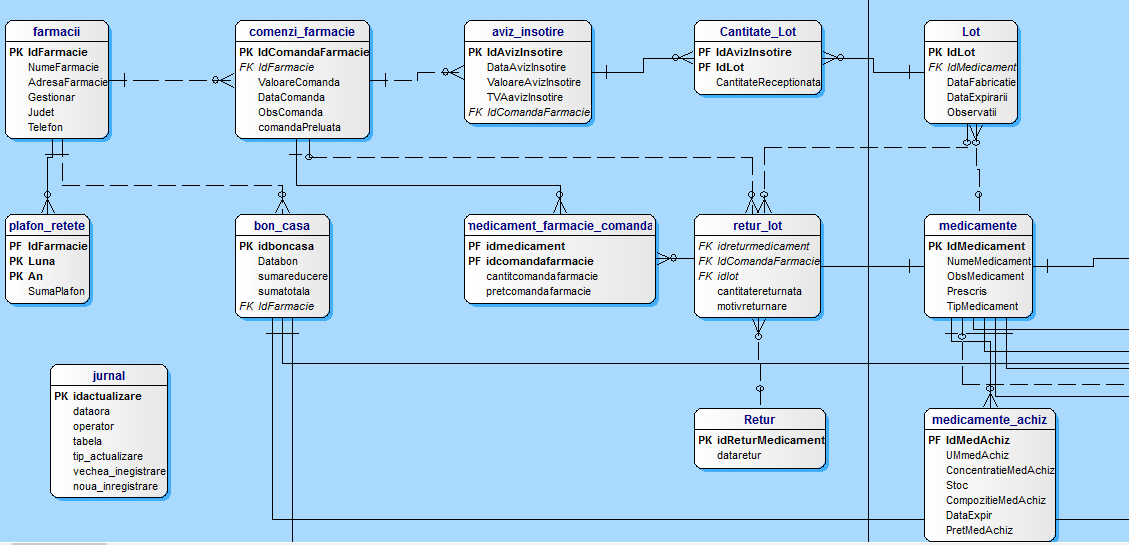 farmacii
PK IdFarmacie
NumeFarmacie
AdresaFarmacie
Gestionar
Judet
Telefon
comenzi_farmacie
PK IdComandaFarmacie
FK IdFarmacie
ValoareComanda
DataComanda
ObsComanda
comandaPreluata
aviz_insotire
PK IdAvizInsotire
DataAvizInsotire
ValoareAvizInsotire
TVAavizInsotire
FK IdComandaFarmacie
Cantitate_Lot
PF IdAvizInsotire
PF IdLot
CantitateReceptionata
Lot
PK IdLot
FK IdMedicament
DataFabricatie
DataExpirarii
Observatii
plafon_retete
PF IdFarmacie
PK Luna
PK An
SumaPlafon
bon_casa
PK idboncasa
Databon
sumareducere
sumatotala
FK IdFarmacie
medicament_farmacie_comanda
PF idmedicament
PF idcomandafarmacie
cantitcomandafarmacie
pretcomandafarmacie
retur_lot
FK idreturmedicament
FK IdComandaFarmacie
FK idlot
cantitatereturnata
motivreturnare
medicamente
PK IdMedicament
NumeMedicament
ObsMedicament
Prescris
TipMedicament
jurnal
PK idactualizare
dataora
operator
tabela
tip_actualizare
vechea_inegistrare
noua_inregistrare
Retur
PK idReturMedicament
dataretur
medicamente_achiz
PF IdMedAchiz
UMmedAchiz
ConcentratieMedAchiz
Stoc
CompozitieMedAchiz
DataExpir
PretMedAchiz